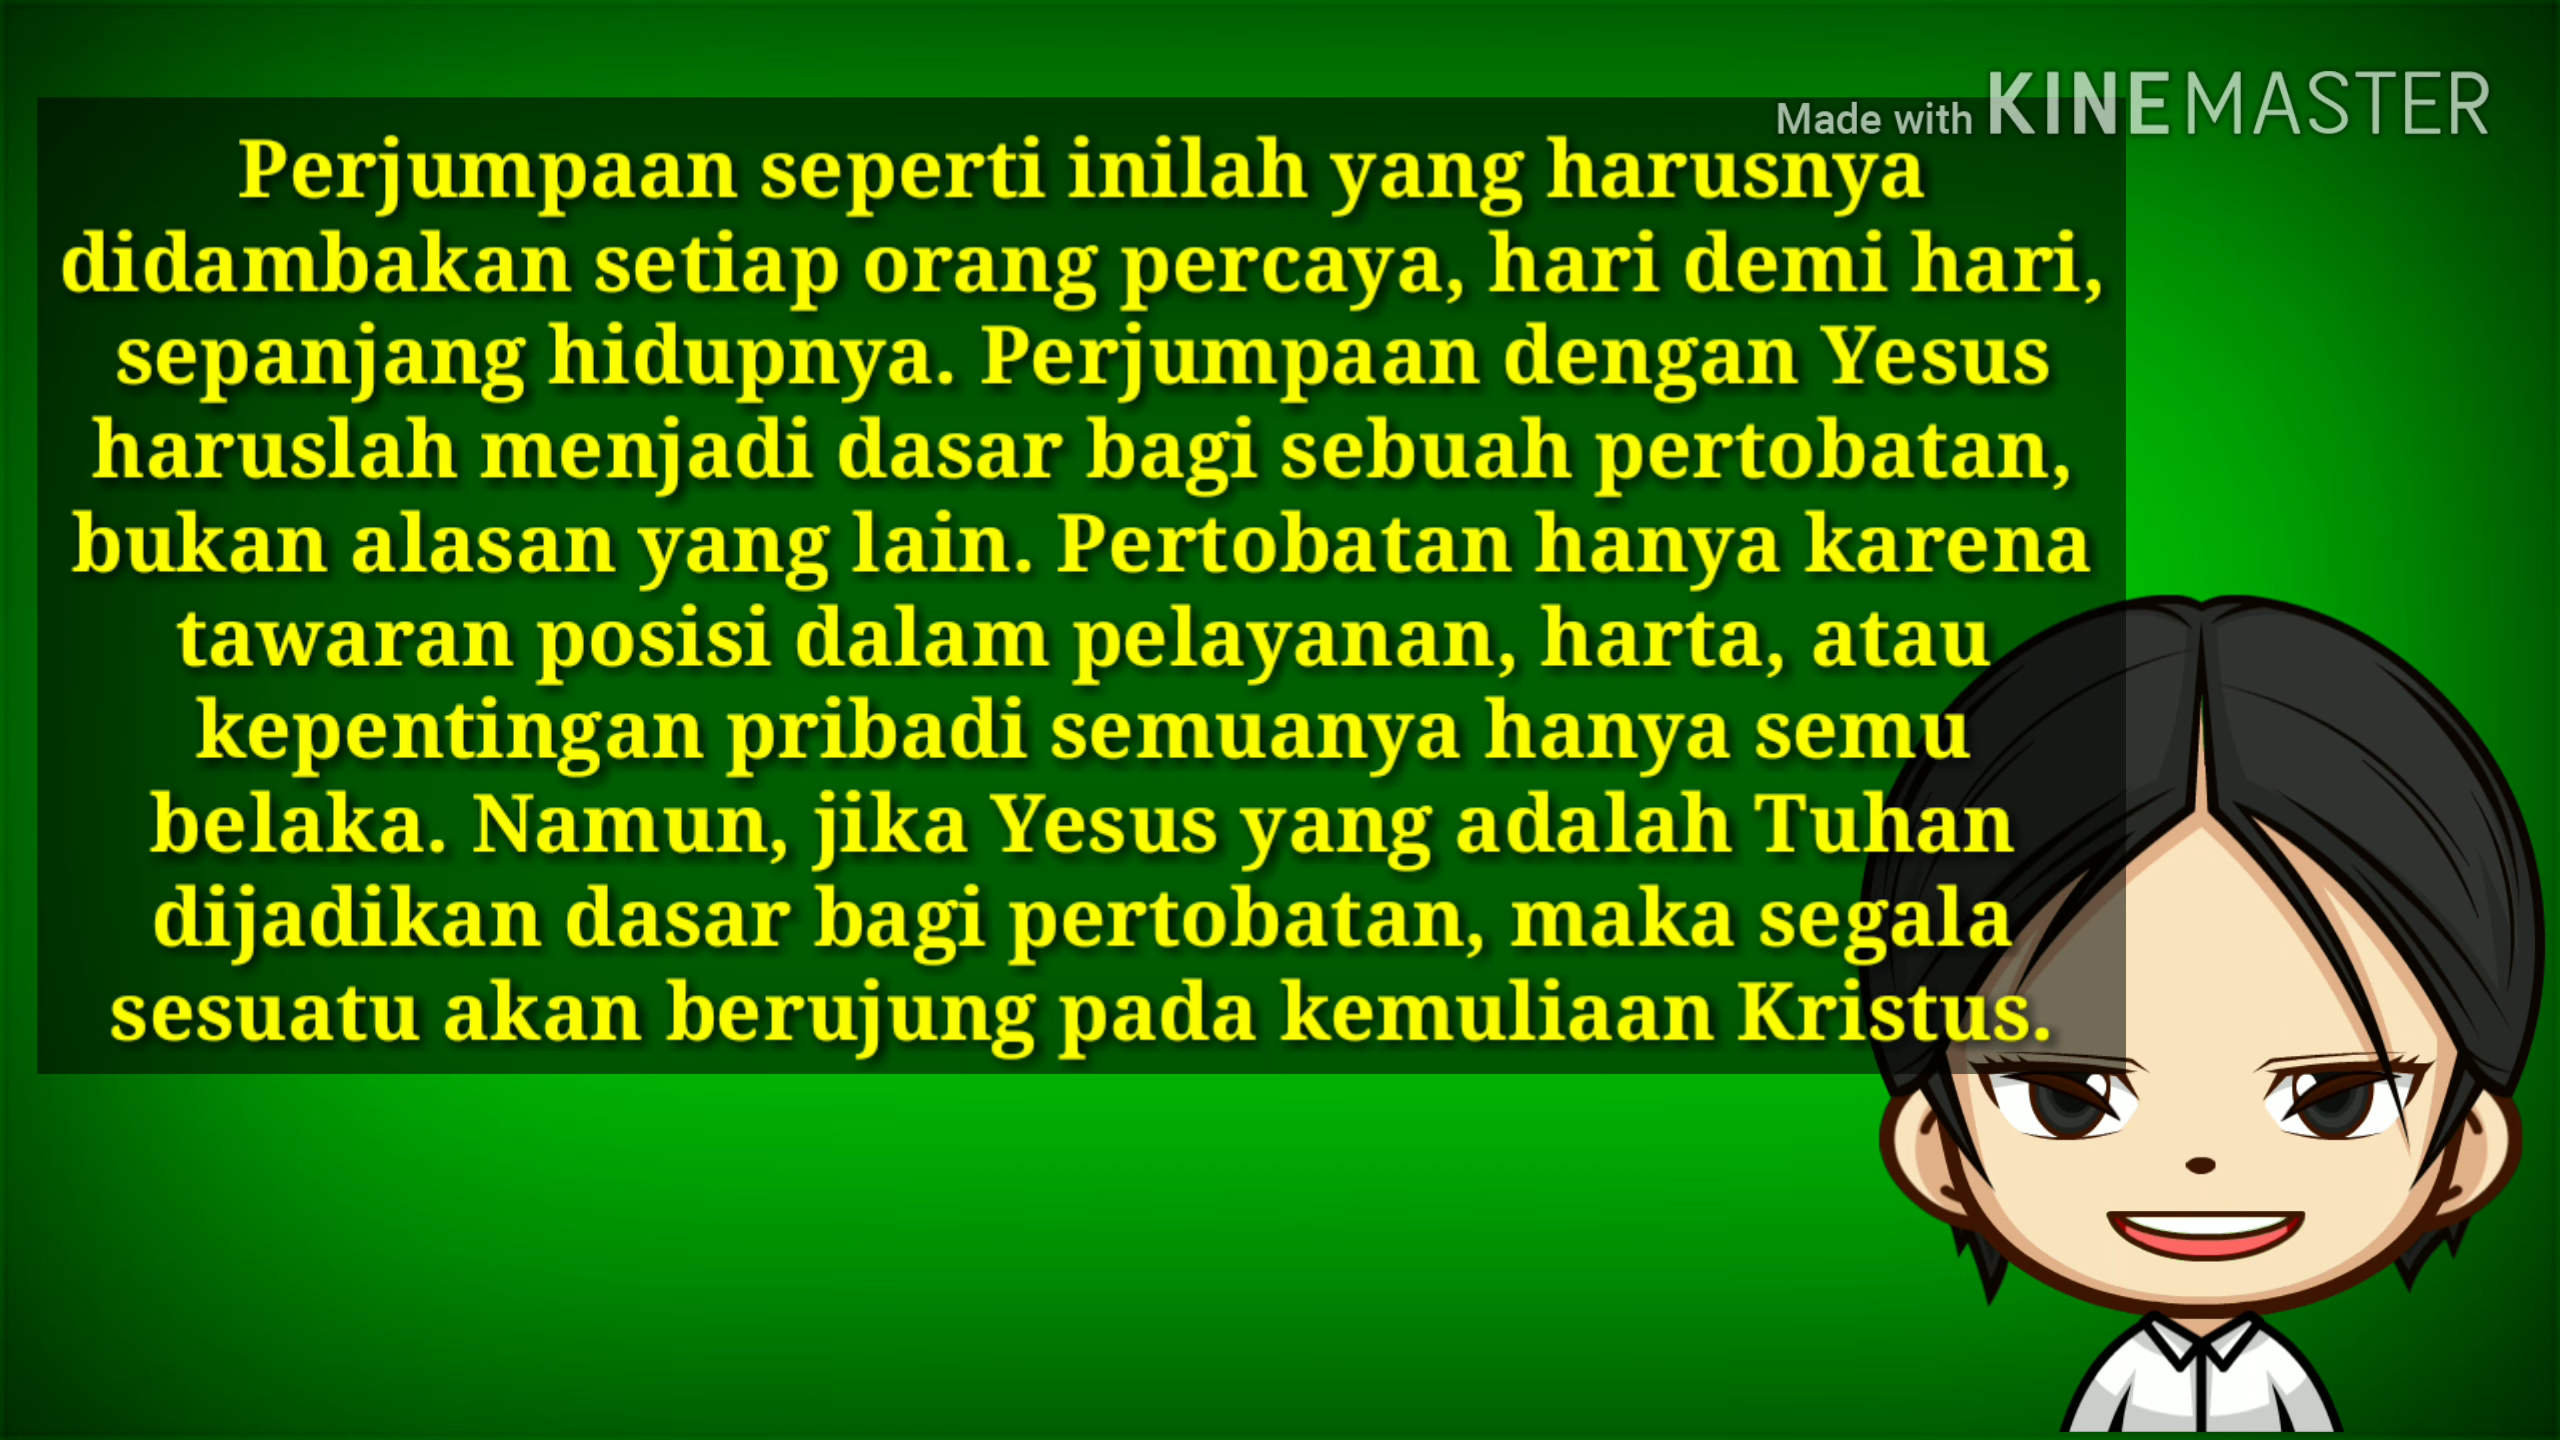 Made with KINEMASTER
Perjumpaan seperti inilah yang harusnya
didambakan setiap orang percaya, hari demi hari,
sepanjang hidupnya. Perjumpaan dengan Yesus
haruslah menjadi dasar bagi sebuah pertobatan,
bukan alasan yang lain. Pertobatan hanya karena
tawaran posisi dalam pelayanan, harta, atau
kepentingan pribadi semuanya hanya semu
belaka. Namun, jika Yesus yang adalah Tuhan
dijadikan dasar bagi pertobatan, maka segala
sesuatu akan berujung pada kemuliaan Kristus.